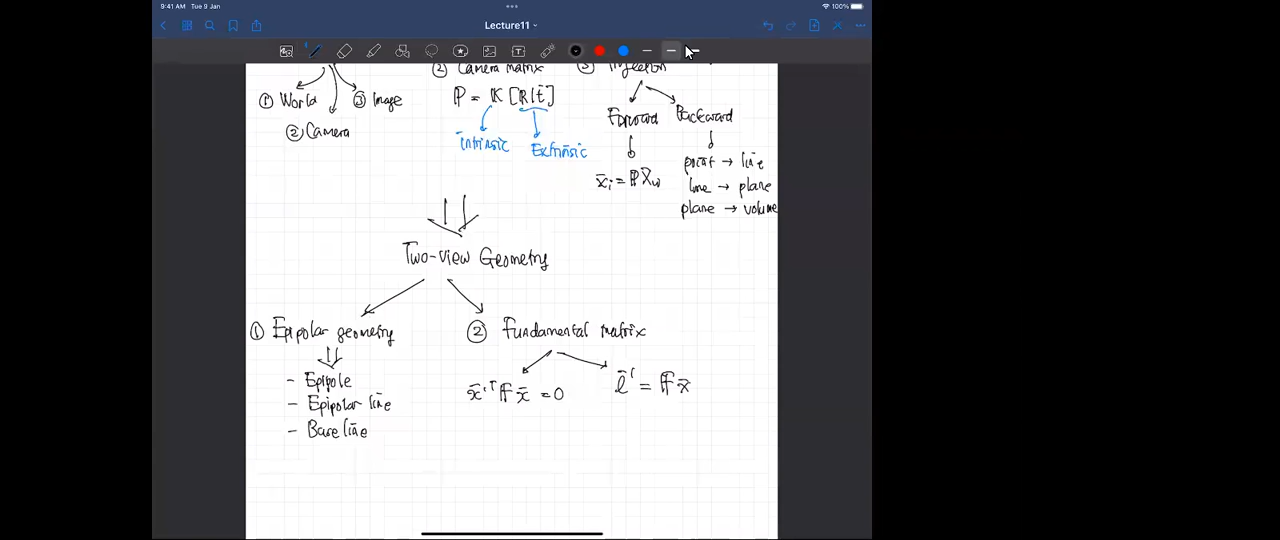 9:41 AM Tue 9 Jan
100%
Lecture11
② Camera matrix
① World
③ Image
② Camera
P = K [R|t̄]
Intrinsic
Extrinsic
Forward
Backward
x̄ᵢ = P X̄w
point → line
line → plane
plane → volume
Two-view Geometry
① Epipolar geometry
② Fundamental matrix
- Epipole
- Epipolar line
- Base line
x̄'ᵀ F x̄ = 0
l̄' = F x̄